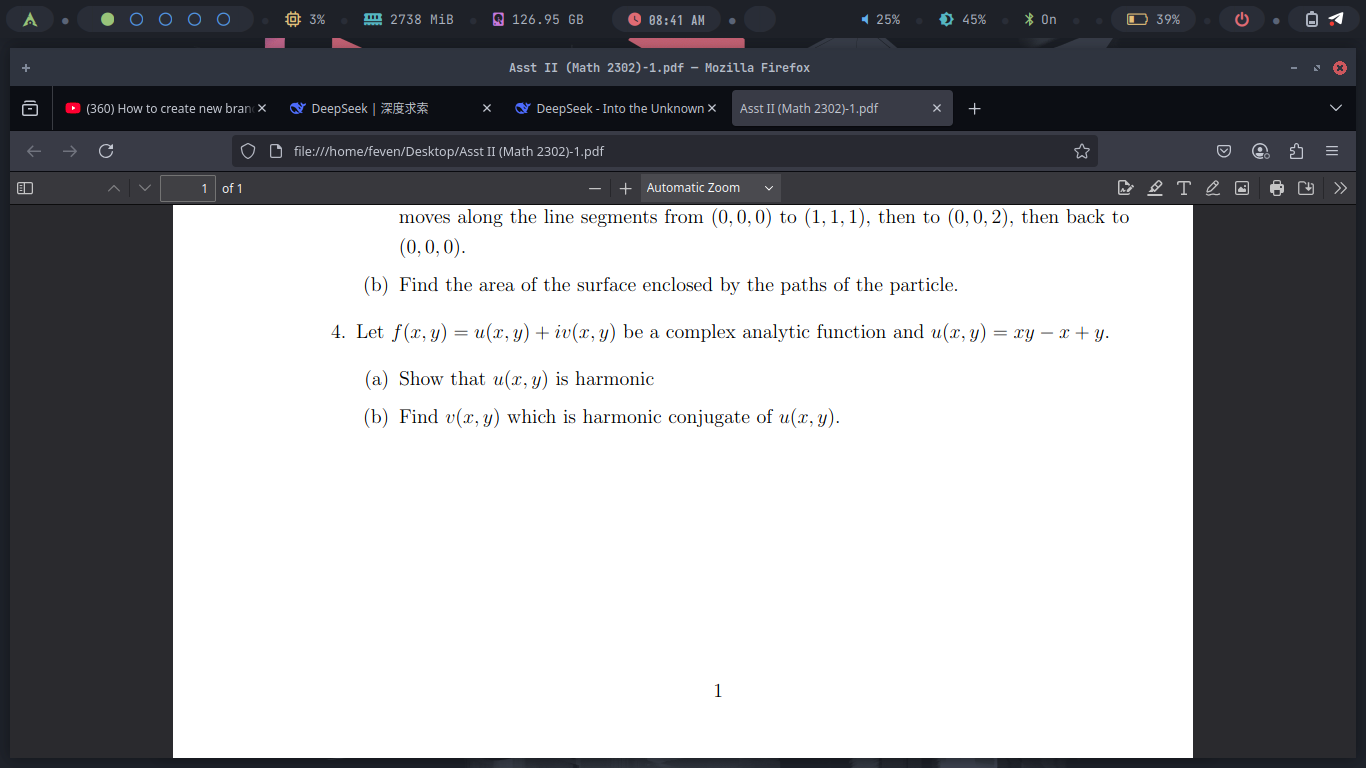 3% 2738 MiB 126.95 GB 08:41 AM 25% 45% On 39%
Asst II (Math 2302)-1.pdf — Mozilla Firefox
(360) How to create new bran DeepSeek | 深度求索 DeepSeek - Into the Unknown Asst II (Math 2302)-1.pdf
file:///home/feven/Desktop/Asst II (Math 2302)-1.pdf
1 of 1 Automatic Zoom
moves along the line segments from (0, 0, 0) to (1, 1, 1), then to (0, 0, 2), then back to
(0, 0, 0).
(b) Find the area of the surface enclosed by the paths of the particle.
4. Let f(x, y) = u(x, y) + iv(x, y) be a complex analytic function and u(x, y) = xy − x + y.
(a) Show that u(x, y) is harmonic
(b) Find v(x, y) which is harmonic conjugate of u(x, y).
1